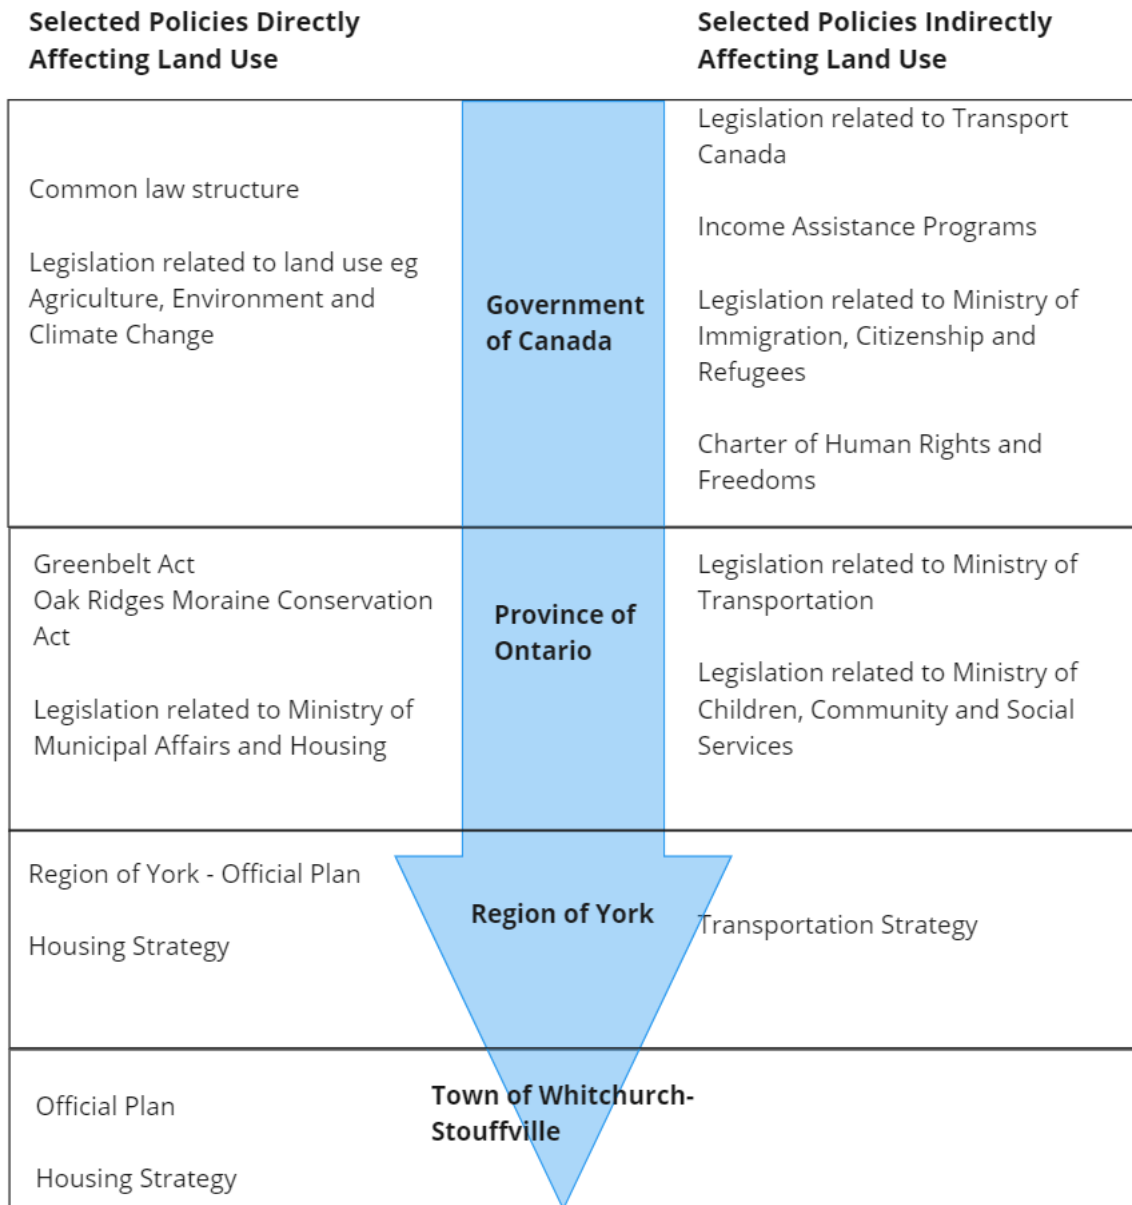 Selected Policies Directly
Affecting Land Use
Selected Policies Indirectly
Affecting Land Use
Common law structure
Legislation related to land use eg
Agriculture, Environment and
Climate Change
Government
of Canada
Legislation related to Transport
Canada
Income Assistance Programs
Legislation related to Ministry of
Immigration, Citizenship and
Refugees
Charter of Human Rights and
Freedoms
Greenbelt Act
Oak Ridges Moraine Conservation
Act
Legislation related to Ministry of
Municipal Affairs and Housing
Province of
Ontario
Legislation related to Ministry of
Transportation
Legislation related to Ministry of
Children, Community and Social
Services
Region of York - Official Plan
Housing Strategy
Region of York
Transportation Strategy
Official Plan
Housing Strategy
Town of Whitchurch-
Stouffville